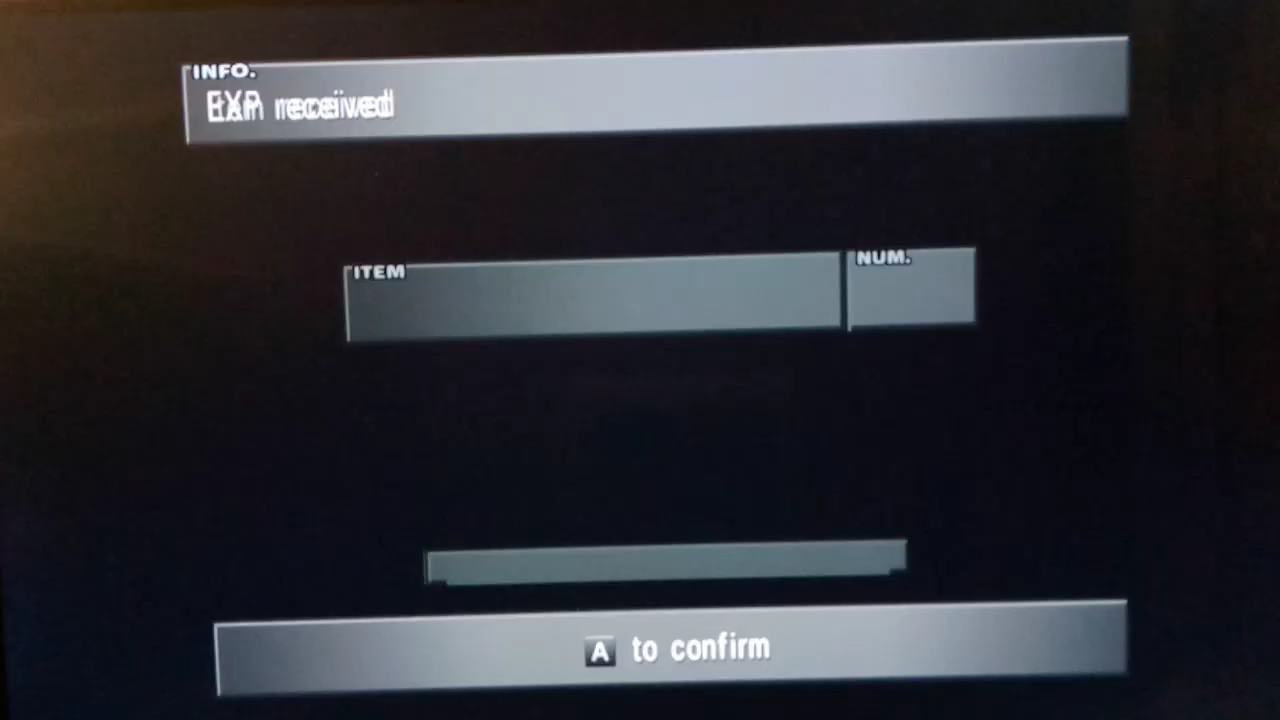 INFO.
EXP received
ITEM
NUM.
A to confirm